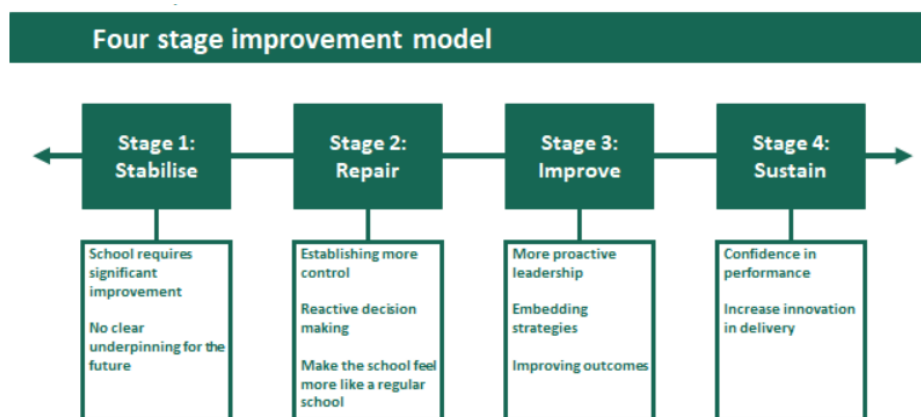 Four stage improvement model
Stage 1:
Stabilise
Stage 2:
Repair
Stage 3:
Improve
Stage 4:
Sustain
School requires
significant
improvement
No clear
underpinning for the
future
Establishing more
control
Reactive decision
making
Make the school feel
more like a regular
school
More proactive
leadership
Embedding
strategies
Improving outcomes
Confidence in
performance
Increase innovation
in delivery